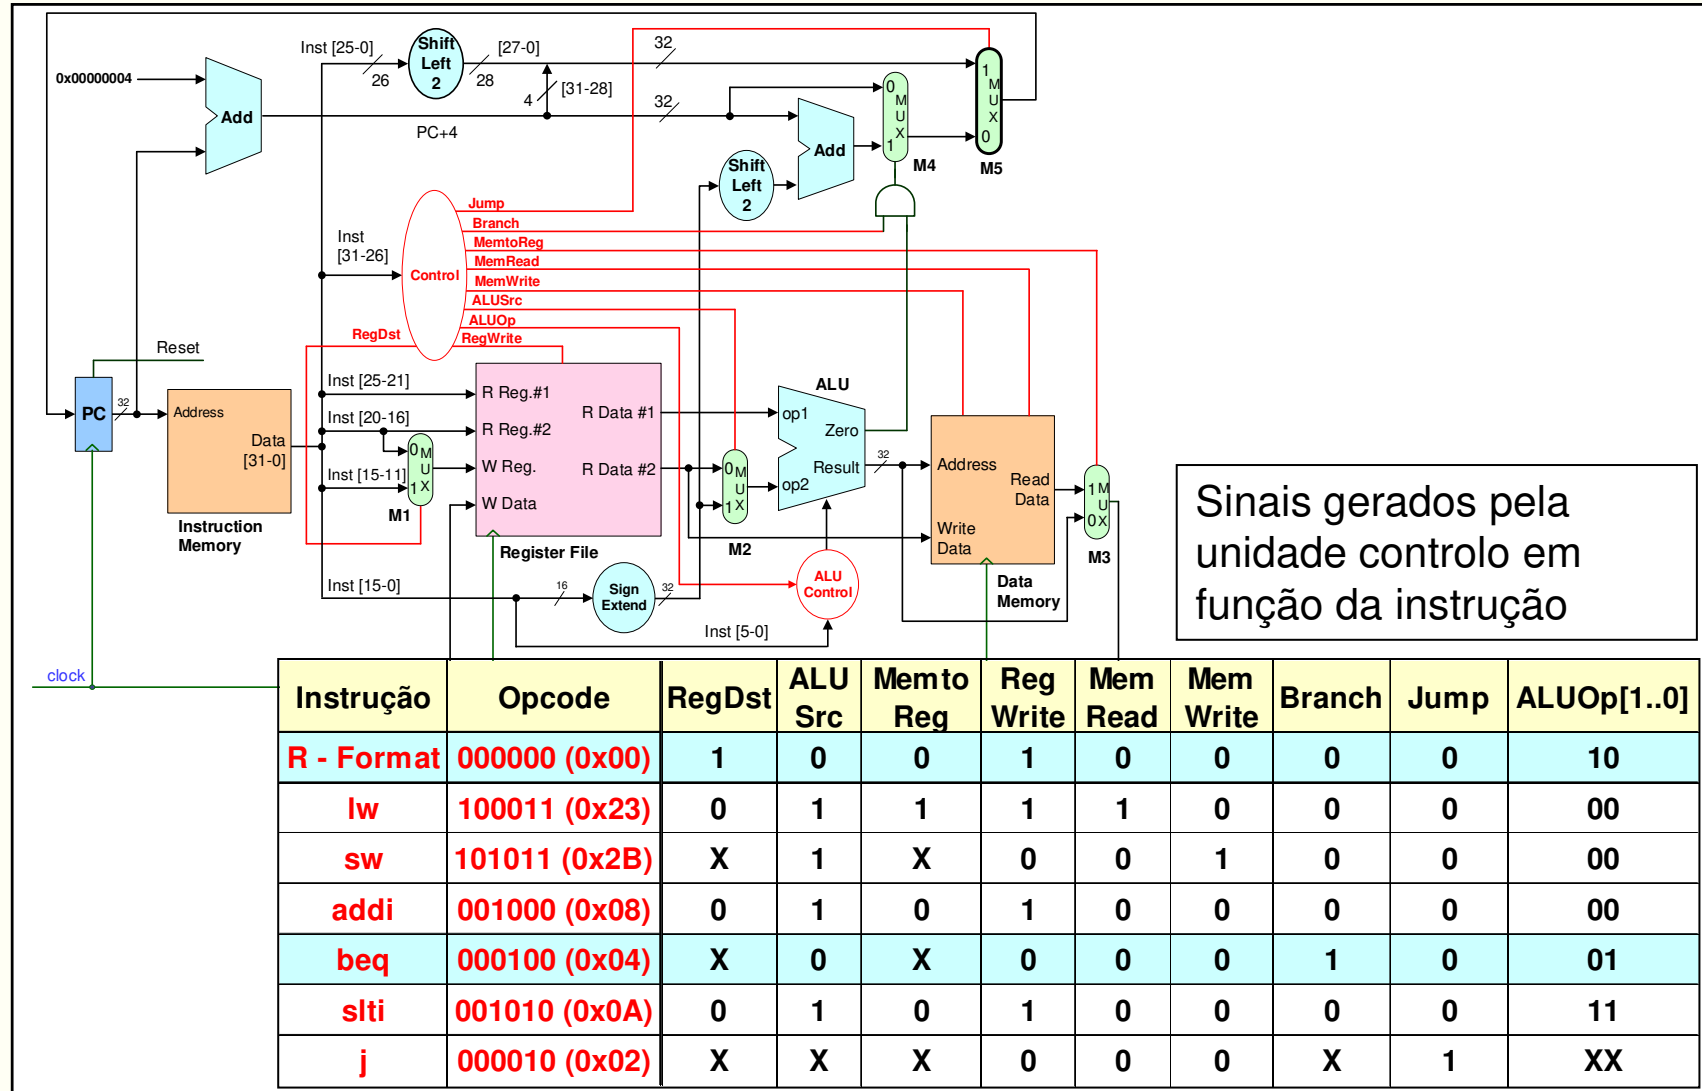 Inst [25-0]
26
Shift
Left
2
[27-0]
28
32
4
[31-28]
32
0x00000004
Add
PC+4
0
M
U
X
1
M4
1
M
U
X
0
M5
Add
Shift
Left
2
Inst
[31-26]
Control
Jump
Branch
MemtoReg
MemRead
MemWrite
ALUSrc
ALUOp
RegWrite
RegDst
Reset
PC
32
Address
Data
[31-0]
Instruction
Memory
Inst [25-21]
Inst [20-16]
Inst [15-11]
0
M
U
X
1
M1
R Reg.#1
R Reg.#2
W Reg.
W Data
R Data #1
R Data #2
Register File
0
M
U
X
1
M2
ALU
op1
Zero
Result
op2
32
ALU
Control
Address
Read
Data
Write
Data
Data
Memory
1
M
U
X
0
M3
Inst [15-0]
16
Sign
Extend
32
Inst [5-0]
clock
Sinais gerados pela
unidade controlo em
função da instrução
Instrução Opcode RegDst ALU Src Memto Reg Reg Write Mem Read Mem Write Branch Jump ALUOp[1..0]
R - Format 000000 (0x00) 1 0 0 1 0 0 0 0 10
lw 100011 (0x23) 0 1 1 1 1 0 0 0 00
sw 101011 (0x2B) X 1 X 0 0 1 0 0 00
addi 001000 (0x08) 0 1 0 1 0 0 0 0 00
beq 000100 (0x04) X 0 X 0 0 0 1 0 01
slti 001010 (0x0A) 0 1 0 1 0 0 0 0 11
j 000010 (0x02) X X X 0 0 0 X 1 XX